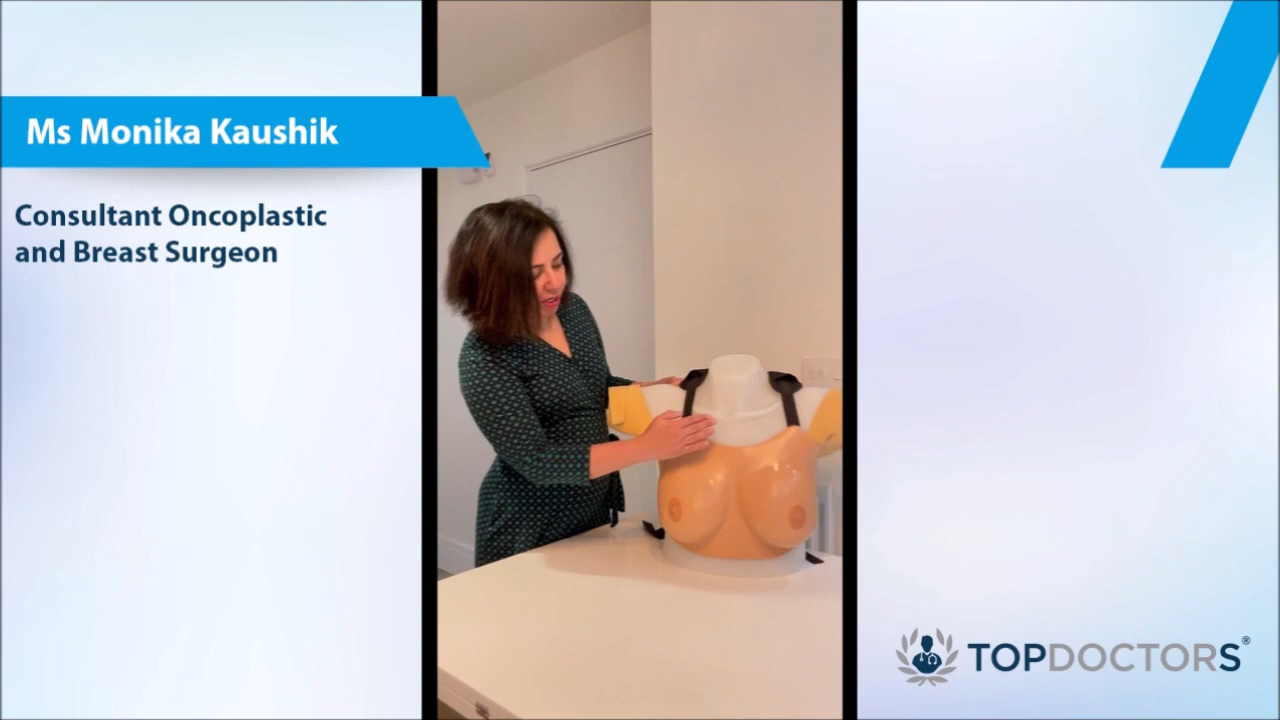 Ms Monika Kaushik
Consultant Oncoplastic
and Breast Surgeon
TOPDOCTORS®